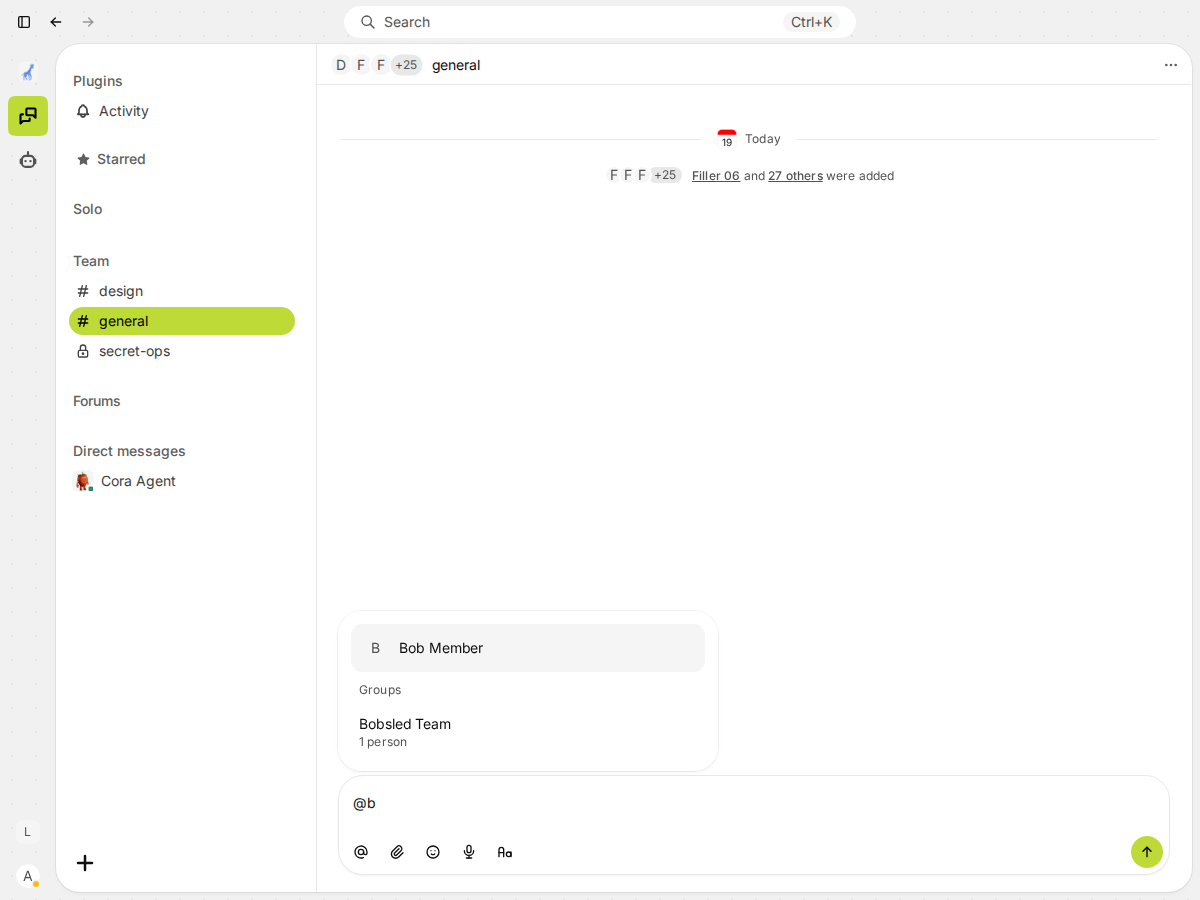 Search
Ctrl+K
Plugins
Activity
Starred
Solo
Team
# design
# general
secret-ops
Forums
Direct messages
Cora Agent
L
A
D F F +25 general
19 Today
F F F +25 Filler 06 and 27 others were added
B Bob Member
Groups
Bobsled Team
1 person
@b
Aa